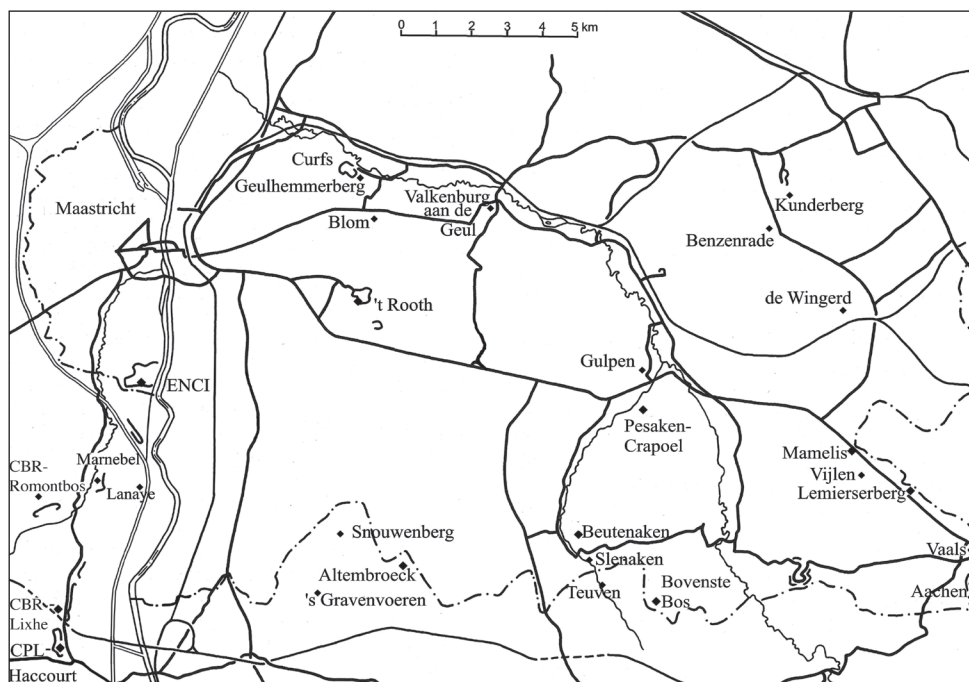 0 1 2 3 4 5 km
Curfs
Geulhemmerberg
Maastricht
Valkenburg
aan de
Geul
Blom
Kunderberg
Benzenrade
't Rooth
de Wingerd
Gulpen
ENCI
Pesaken-
Crapoel
Marnebel
CBR-
Romontbos
Lanaye
Mamelis
Vijlen
Lemierserberg
Snouwenberg
Beutenaken
Vaals
Altembroeck
Slenaken
's
Gravenvoeren
Teuven
Bovenste
Bos
Aachen
CBR
Lixhe
CPL
Haccourt